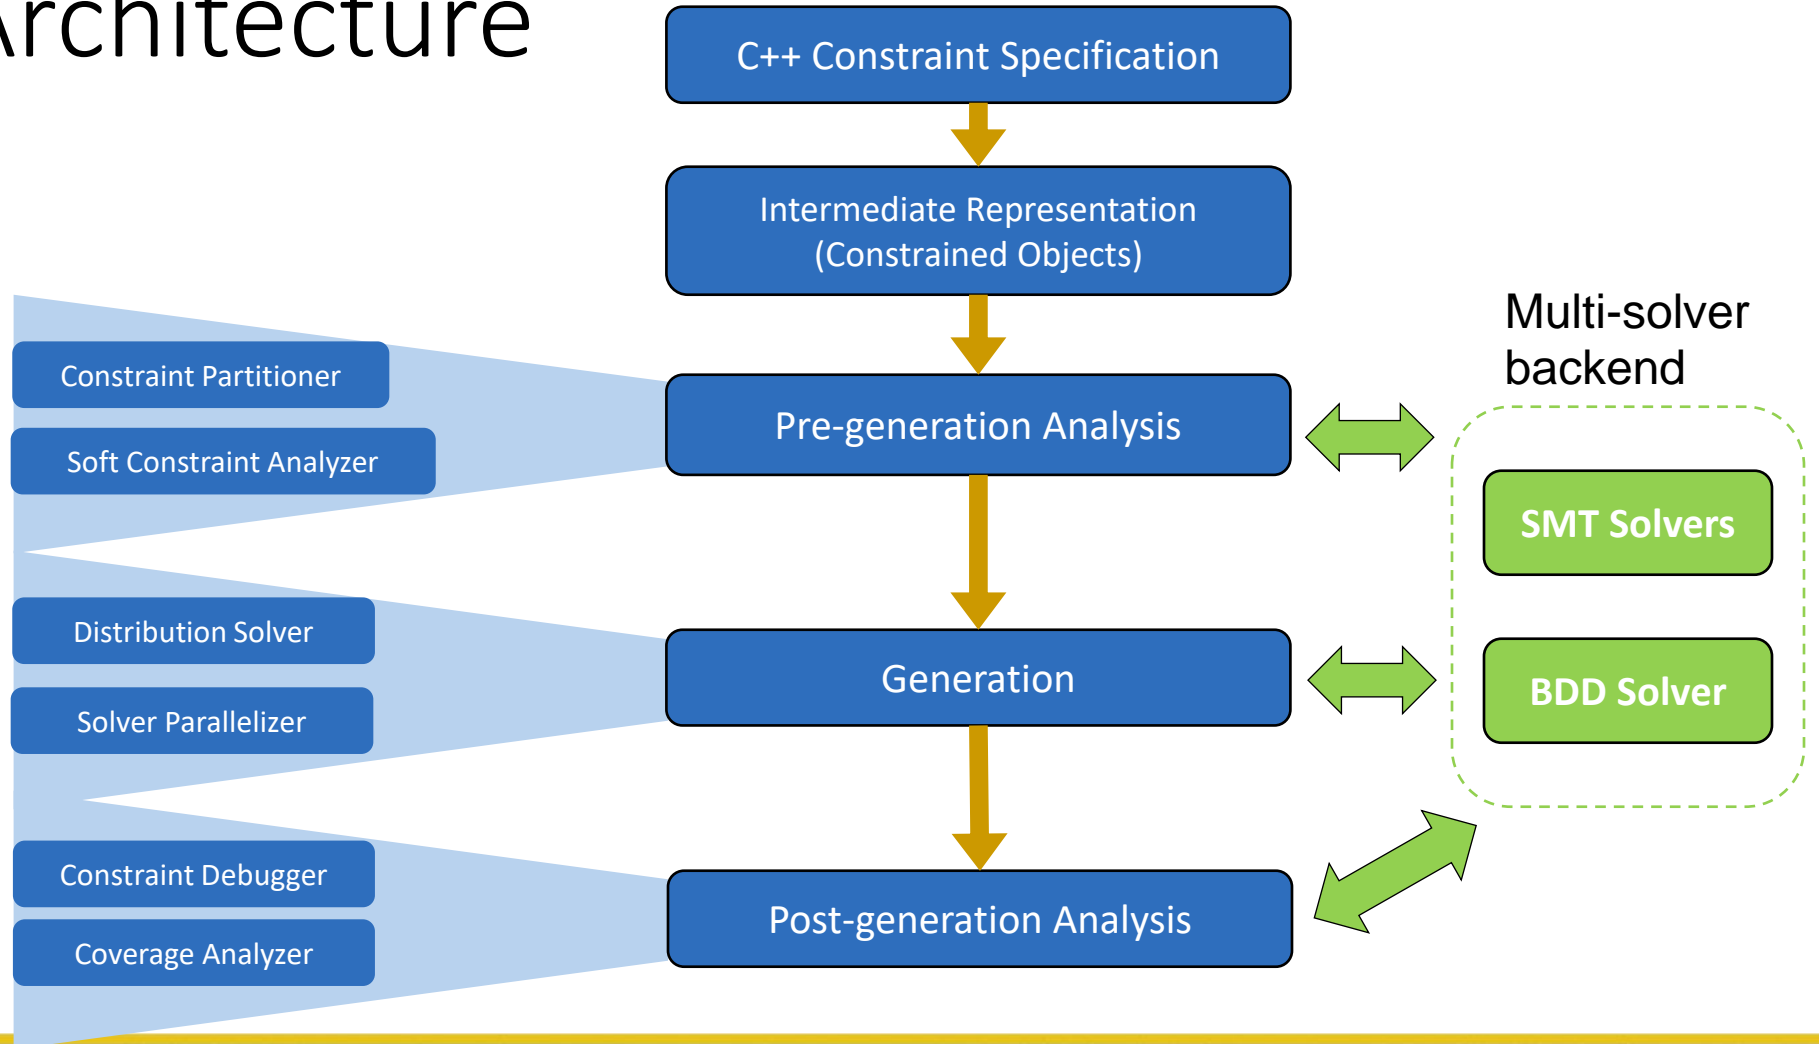 Architecture
C++ Constraint Specification
Intermediate Representation
(Constrained Objects)
Multi-solver
backend
Constraint Partitioner
Soft Constraint Analyzer
Pre-generation Analysis
SMT Solvers
Distribution Solver
Solver Parallelizer
Generation
BDD Solver
Constraint Debugger
Coverage Analyzer
Post-generation Analysis